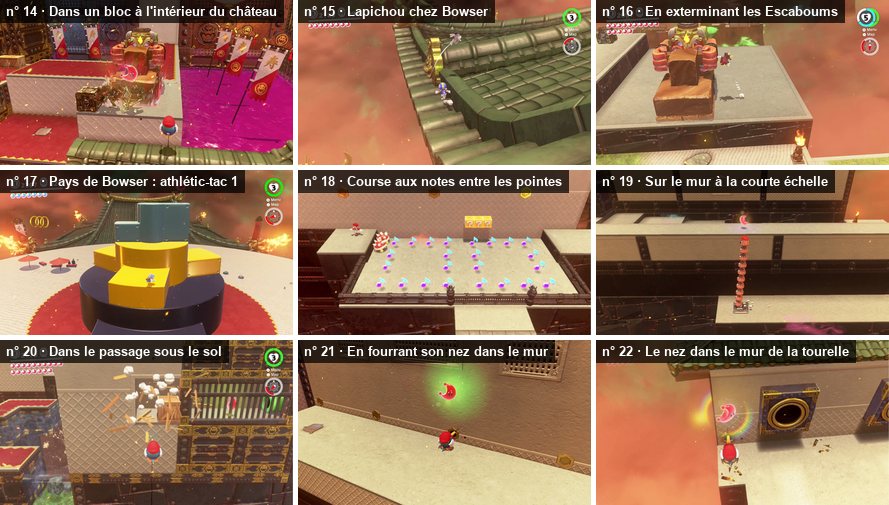 n° 14 · Dans un bloc à l'intérieur du château
n° 15 · Lapichou chez Bowser
n° 16 · En exterminant les Escaboums
n° 17 · Pays de Bowser : athlétic-tac 1
n° 18 · Course aux notes entre les pointes
n° 19 · Sur le mur à la courte échelle
n° 20 · Dans le passage sous le sol
n° 21 · En fourrant son nez dans le mur
n° 22 · Le nez dans le mur de la tourelle